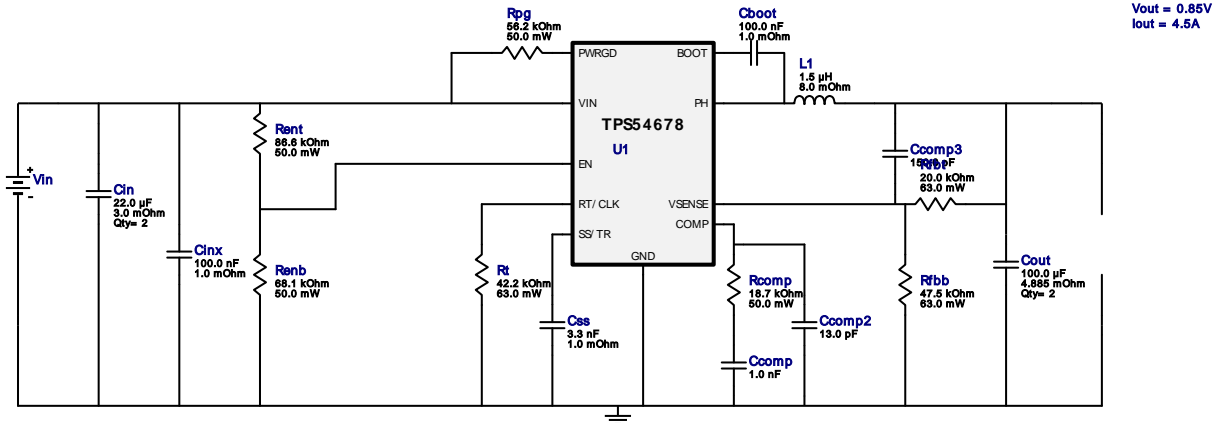 Vout = 0.85V
Iout = 4.5A
Rpg
56.2 kOhm
50.0 mW
Cboot
100.0 nF
1.0 mOhm
PWRGD
BOOT
L1
1.5 µH
8.0 mOhm
VIN
PH
TPS54678
U1
Rent
86.6 kOhm
50.0 mW
Ccomp3
Rfbt
20.0 kOhm
63.0 mW
EN
Vin
+
-
Cin
22.0 µF
3.0 mOhm
Qty= 2
RT/ CLK
VSENSE
COMP
SS/ TR
GND
Cinx
100.0 nF
1.0 mOhm
Renb
68.1 kOhm
50.0 mW
Rt
42.2 kOhm
63.0 mW
Rcomp
18.7 kOhm
50.0 mW
Rfbb
47.5 kOhm
63.0 mW
Cout
100.0 µF
4.885 mOhm
Qty= 2
Css
3.3 nF
1.0 mOhm
Ccomp2
13.0 pF
Ccomp
1.0 nF